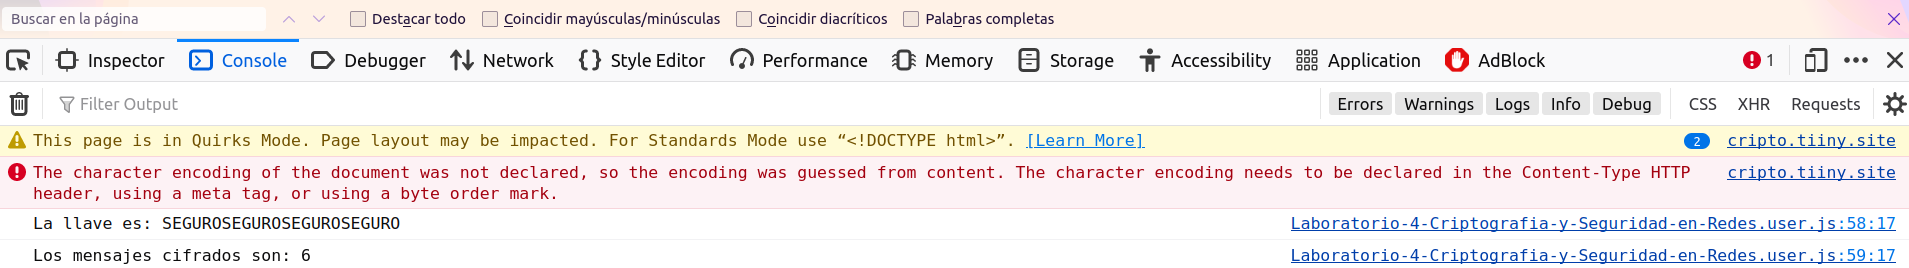 Buscar en la página Destacar todo Coincidir mayúsculas/minúsculas Coincidir diacríticos Palabras completas
Inspector Console Debugger Network Style Editor Performance Memory Storage Accessibility Application AdBlock 1
Filter Output Errors Warnings Logs Info Debug CSS XHR Requests
This page is in Quirks Mode. Page layout may be impacted. For Standards Mode use “<!DOCTYPE html>”. [Learn More] 2 cripto.tiiny.site
The character encoding of the document was not declared, so the encoding was guessed from content. The character encoding needs to be declared in the Content-Type HTTP cripto.tiiny.site
header, using a meta tag, or using a byte order mark.
La llave es: SEGUROSEGUROSEGUROSEGURO Laboratorio-4-Criptografia-y-Seguridad-en-Redes.user.js:58:17
Los mensajes cifrados son: 6 Laboratorio-4-Criptografia-y-Seguridad-en-Redes.user.js:59:17